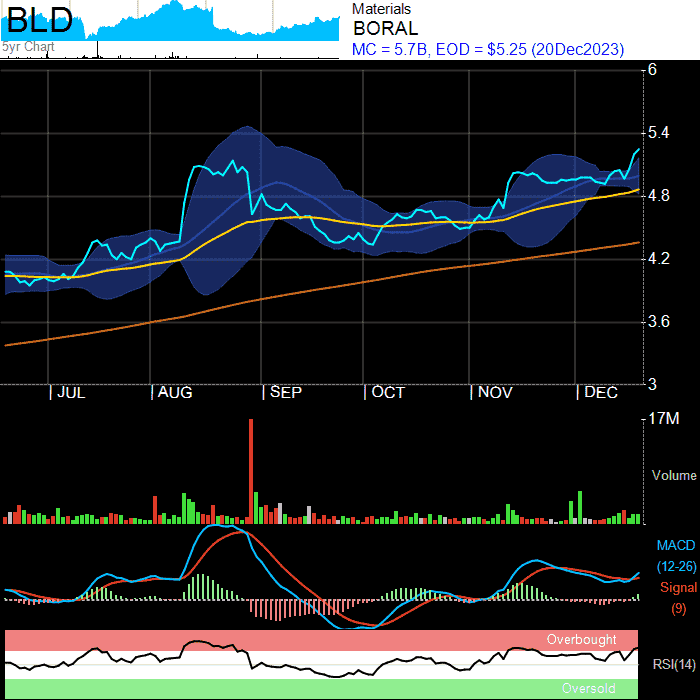 BLD
5yr Chart
Materials
BORAL
MC = 5.7B, EOD = $5.25 (20Dec2023)
6
5.4
4.8
4.2
3.6
3
| JUL | AUG | SEP | OCT | NOV | DEC
17M
Volume
MACD
(12-26)
Signal
(9)
Overbought
RSI(14)
Oversold